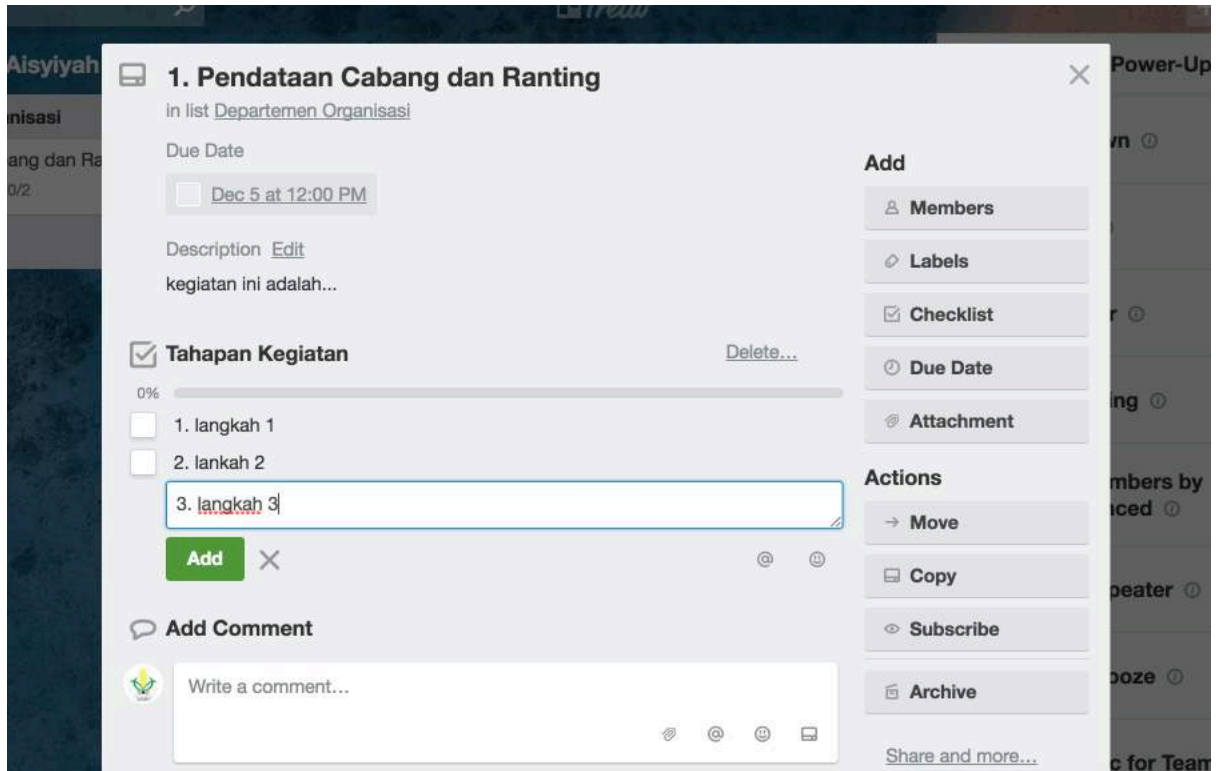 Trello
Aisyiyah
nisasi
ang dan Ra
0/2
1. Pendataan Cabang dan Ranting
in list Departemen Organisasi
Due Date
Dec 5 at 12:00 PM
Description Edit
kegiatan ini adalah...
Tahapan Kegiatan
Delete...
0%
1. langkah 1
2. lankah 2
3. langkah 3
Add
Add Comment
Write a comment...
Add
Members
Labels
Checklist
Due Date
Attachment
Actions
Move
Copy
Subscribe
Archive
Share and more...
Power-Up
wn
r
ing
mbers by
aced
peater
ooze
c for Team